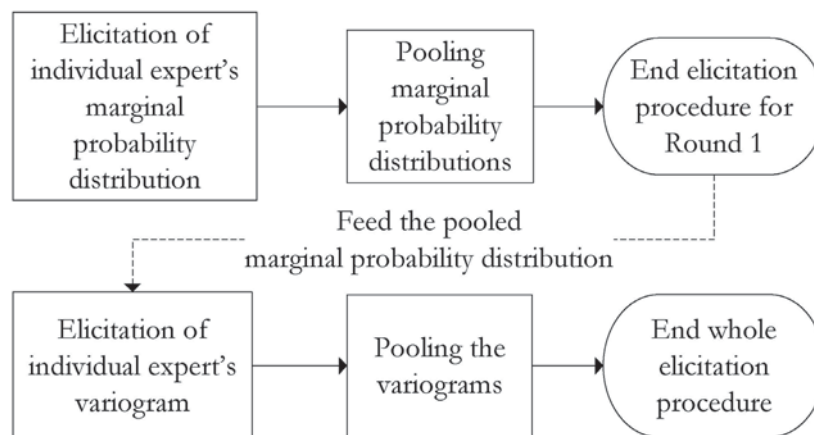 Elicitation of
individual expert's
marginal
probability
distribution
Pooling
marginal
probability
distributions
End elicitation
procedure for
Round 1
Feed the pooled
marginal probability distribution
Elicitation of
individual expert's
variogram
Pooling the
variograms
End whole
elicitation
procedure